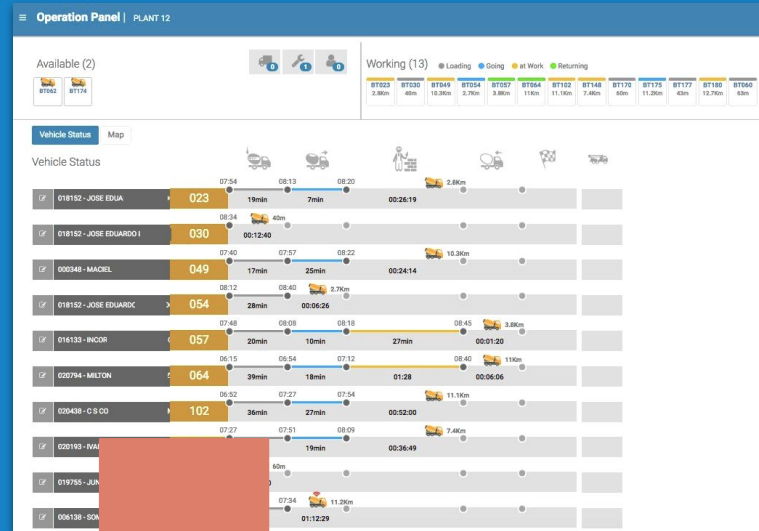 Operation Panel | PLANT 12
Available (2)
0 1 0
BT062 BT174
Working (13) Loading Going at Work Returning
BT023 BT030 BT049 BT054 BT057 BT064 BT102 BT148 BT170 BT175 BT177 BT180 BT060
2.8Km 40m 10.3Km 2.7Km 3.8Km 11Km 11.1Km 7.4Km 60m 11.2Km 43m 12.7Km 63m
Vehicle Status Map
Vehicle Status
07:54 08:13 08:20 2.8Km
018152 - JOSE EDUA 023 19min 7min 00:26:19
08:34 40m
018152 - JOSE EDUARDO I 030 00:12:40
07:40 07:57 08:22 10.3Km
000348 - MACIEL 049 17min 25min 00:24:14
08:12 08:40 2.7Km
018152 - JOSE EDUARDO 054 28min 00:06:26
07:48 08:08 08:18 08:45 3.8Km
016133 - INCOR 057 20min 10min 27min 00:01:20
06:15 06:54 07:12 08:40 11Km
020794 - MILTON 064 39min 18min 01:28 00:06:06
06:52 07:27 07:54 11.1Km
020438 - C S CO 102 36min 27min 00:52:00
07:27 07:51 08:09 7.4Km
020193 - IVA 19min 00:36:49
60m
019755 - JUN
07:34 11.2Km
006138 - SON 01:12:29